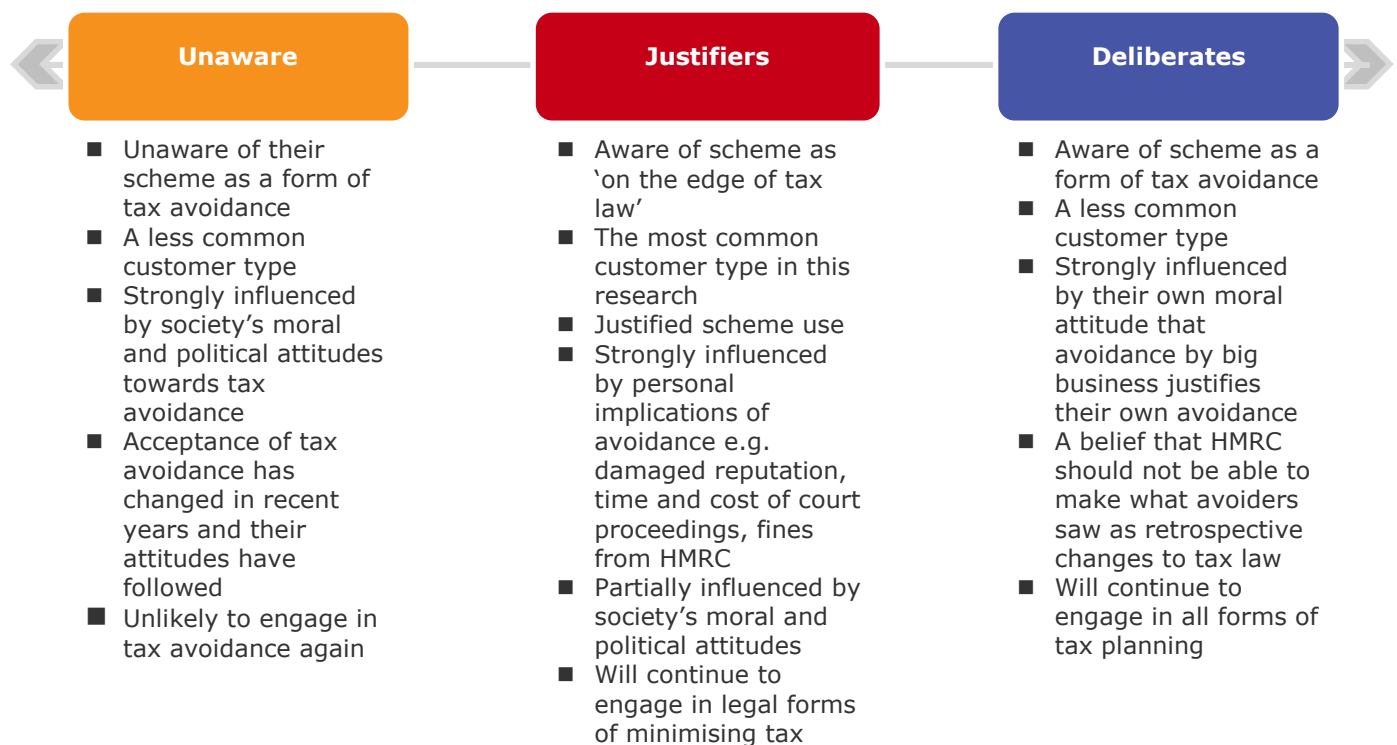 Unaware
■ Unaware of their
scheme as a form of
tax avoidance
■ A less common
customer type
■ Strongly influenced
by society’s moral
and political attitudes
towards tax
avoidance
■ Acceptance of tax
avoidance has
changed in recent
years and their
attitudes have
followed
■ Unlikely to engage in
tax avoidance again
Justifiers
■ Aware of scheme as
‘on the edge of tax
law’
■ The most common
customer type in this
research
■ Justified scheme use
■ Strongly influenced
by personal
implications of
avoidance e.g.
damaged reputation,
time and cost of court
proceedings, fines
from HMRC
■ Partially influenced by
society’s moral and
political attitudes
■ Will continue to
engage in legal forms
of minimising tax
Deliberates
■ Aware of scheme as a
form of tax avoidance
■ A less common
customer type
■ Strongly influenced
by their own moral
attitude that
avoidance by big
business justifies
their own avoidance
■ A belief that HMRC
should not be able to
make what avoiders
saw as retrospective
changes to tax law
■ Will continue to
engage in all forms of
tax planning